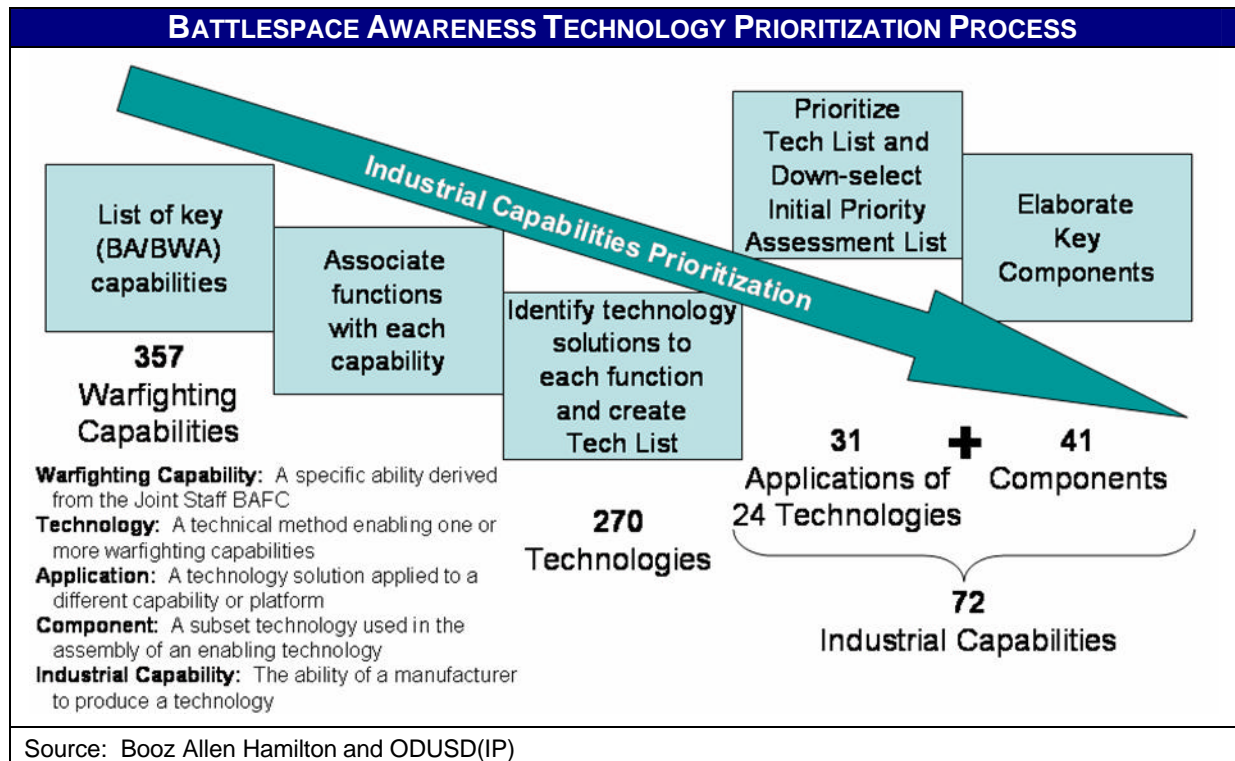 BATTLESPACE AWARENESS TECHNOLOGY PRIORITIZATION PROCESS
Industrial Capabilities Prioritization
List of key
(BA/BWA)
capabilities
357
Warfighting
Capabilities
Associate
functions
with each
capability
Identify technology
solutions to
each function
and create
Tech List
270
Technologies
Prioritize
Tech List and
Down-select
Initial Priority
Assessment List
Elaborate
Key
Components
31
Applications of
24 Technologies
+
41
Components
72
Industrial Capabilities
Warfighting Capability: A specific ability derived
from the Joint Staff BAFC
Technology: A technical method enabling one or
more warfighting capabilities
Application: A technology solution applied to a
different capability or platform
Component: A subset technology used in the
assembly of an enabling technology
Industrial Capability: The ability of a manufacturer
to produce a technology
Source: Booz Allen Hamilton and ODUSD(IP)